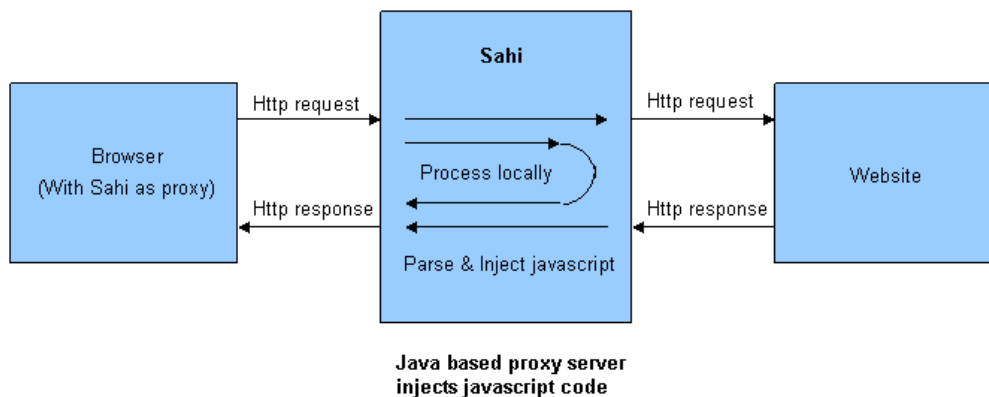 Sahi
Http request
Http request
Browser
(With Sahi as proxy)
Process locally
Website
Http response
Http response
Parse & Inject javascript
Java based proxy server
injects javascript code